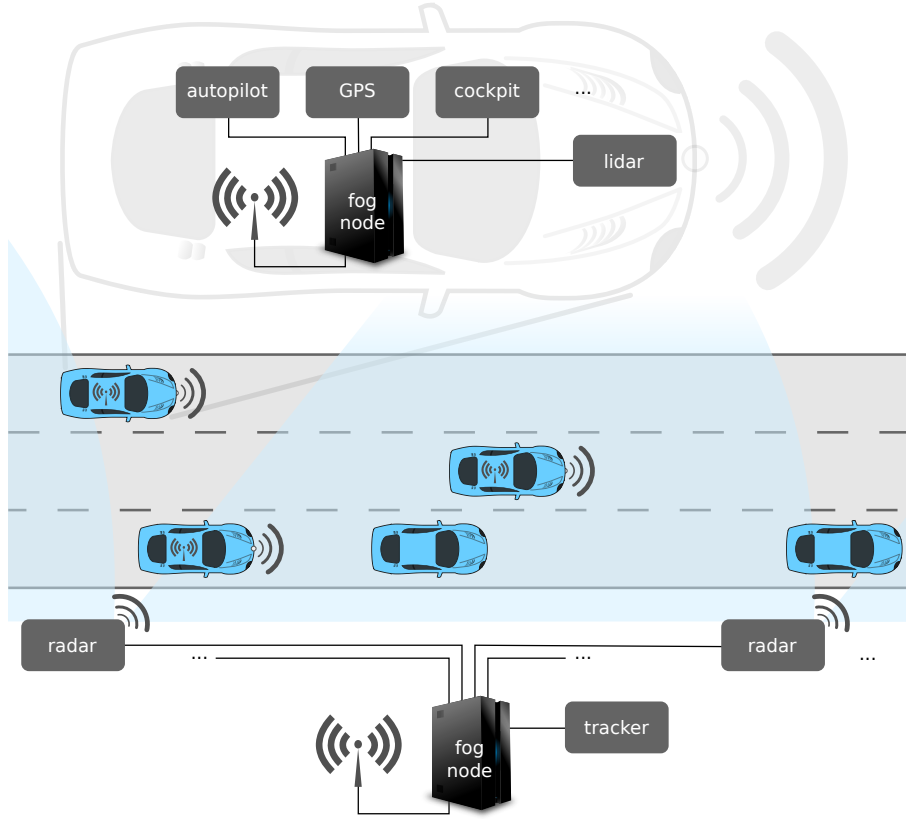 autopilot
GPS
cockpit
...
lidar
fog
node
radar
...
...
radar
...
tracker
fog
node